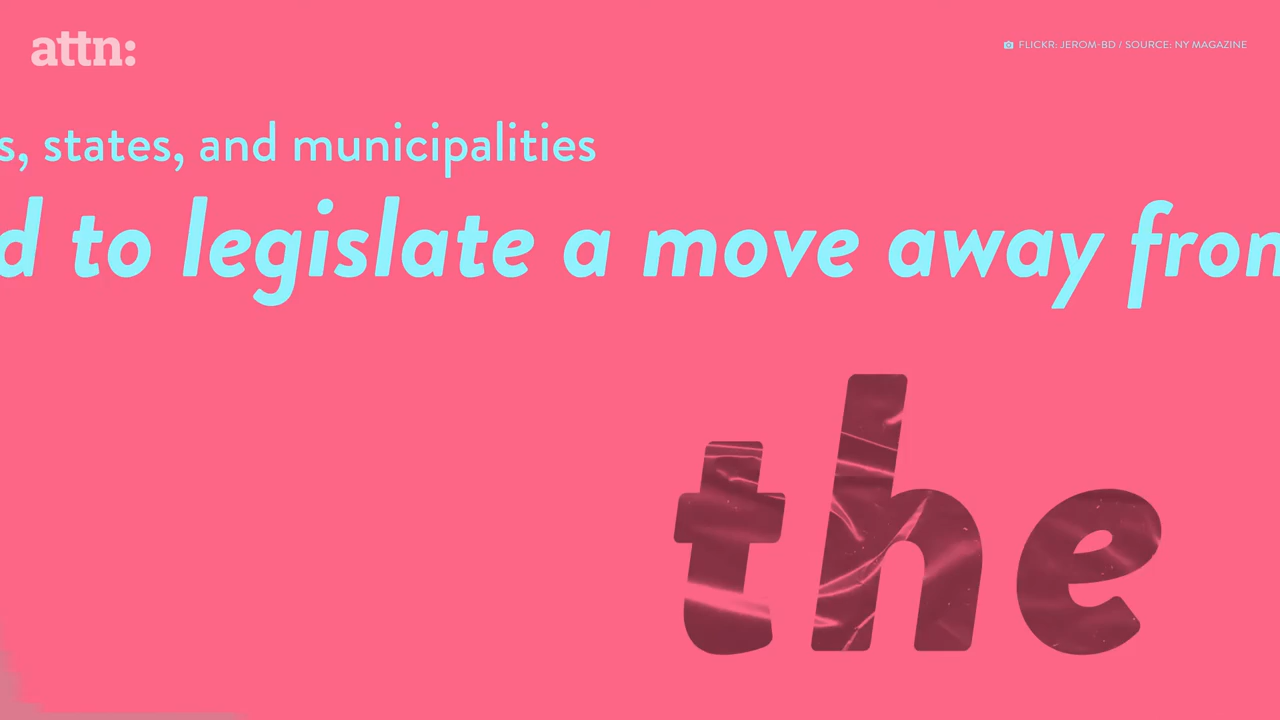 attn:
FLICKR: JEROM-BD / SOURCE: NY MAGAZINE
s, states, and municipalities
d to legislate a move away from
the